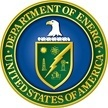 DEPARTMENT OF ENERGY
UNITED STATES OF AMERICA